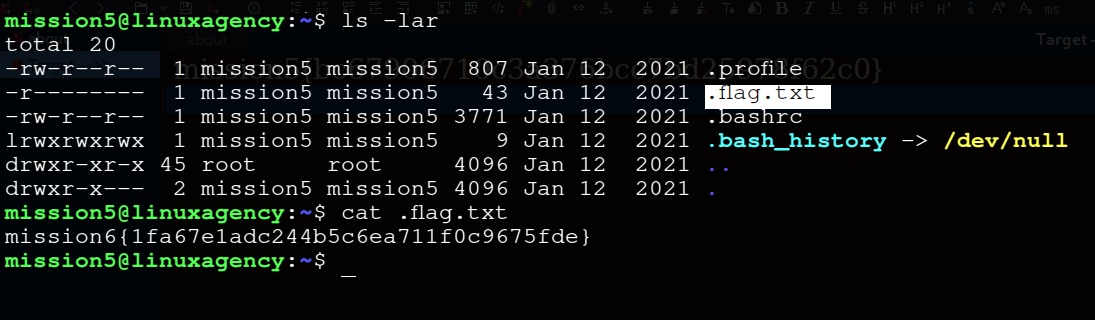 mission5@linuxagency:~$ ls -lar
total 20
-rw-r--r-- 1 mission5 mission5 807 Jan 12 2021 .profile
-r-------- 1 mission5 mission5 43 Jan 12 2021 .flag.txt
-rw-r--r-- 1 mission5 mission5 3771 Jan 12 2021 .bashrc
lrwxrwxrwx 1 mission5 mission5 9 Jan 12 2021 .bash_history -> /dev/null
drwxr-xr-x 45 root root 4096 Jan 12 2021 ..
drwxr-x--- 2 mission5 mission5 4096 Jan 12 2021 .
mission5@linuxagency:~$ cat .flag.txt
mission6{1fa67e1adc244b5c6ea711f0c9675fde}
mission5@linuxagency:~$
about
Target